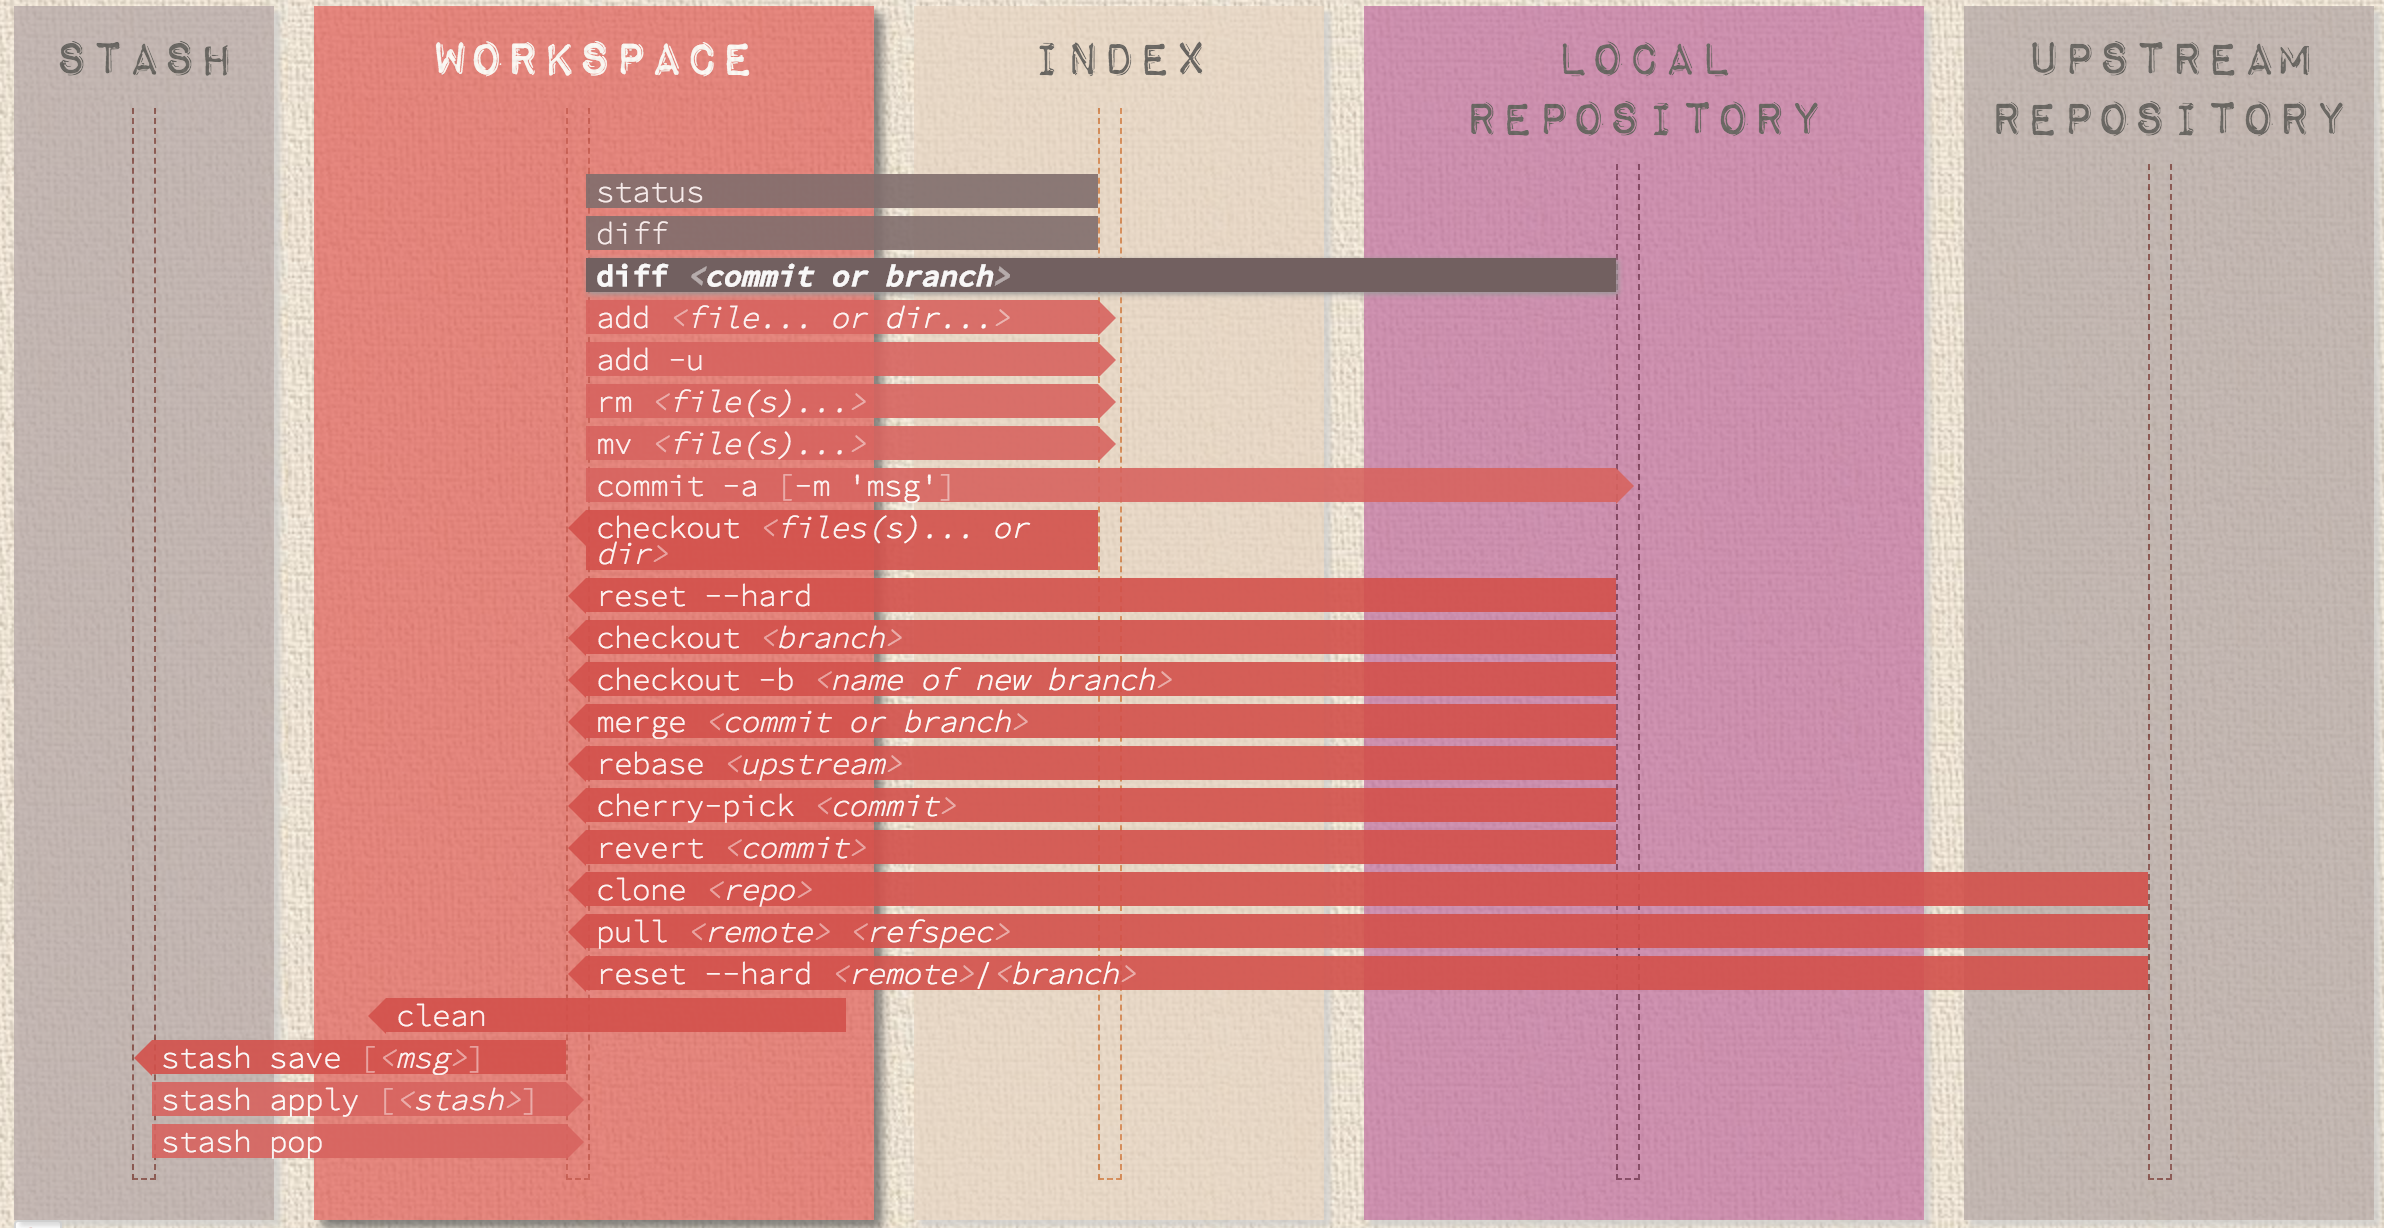 STASH
WORKSPACE
INDEX
LOCAL
REPOSITORY
UPSTREAM
REPOSITORY
status
diff
diff <commit or branch>
add <file... or dir...>
add -u
rm <file(s)...>
mv <file(s)...>
commit -a [-m 'msg']
checkout <files(s)... or
dir>
reset --hard
checkout <branch>
checkout -b <name of new branch>
merge <commit or branch>
rebase <upstream>
cherry-pick <commit>
revert <commit>
clone <repo>
pull <remote> <refspec>
reset --hard <remote>/<branch>
clean
stash save [<msg>]
stash apply [<stash>]
stash pop